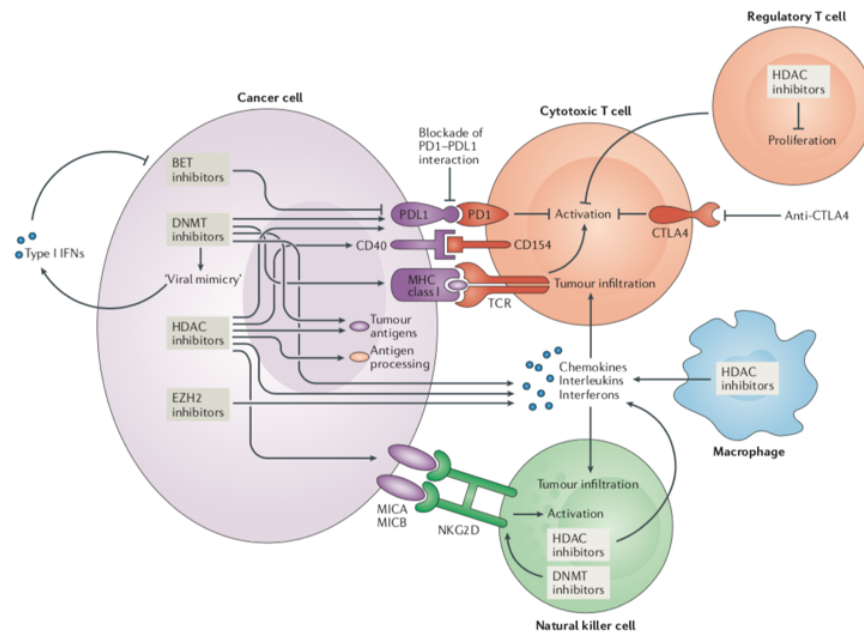 Regulatory T cell
HDAC
inhibitors
Proliferation
Cancer cell
Cytotoxic T cell
Blockade of
PD1–PDL1
interaction
BET
inhibitors
DNMT
inhibitors
Type I IFNs
'Viral mimicry'
HDAC
inhibitors
EZH2
inhibitors
PDL1
PD1
Activation
CTLA4
Anti-CTLA4
CD40
CD154
MHC
class I
TCR
Tumour infiltration
Tumour
antigens
Antigen
processing
Chemokines
Interleukins
Interferons
HDAC
inhibitors
Macrophage
MICA
MICB
NKG2D
Tumour infiltration
Activation
HDAC
inhibitors
DNMT
inhibitors
Natural killer cell